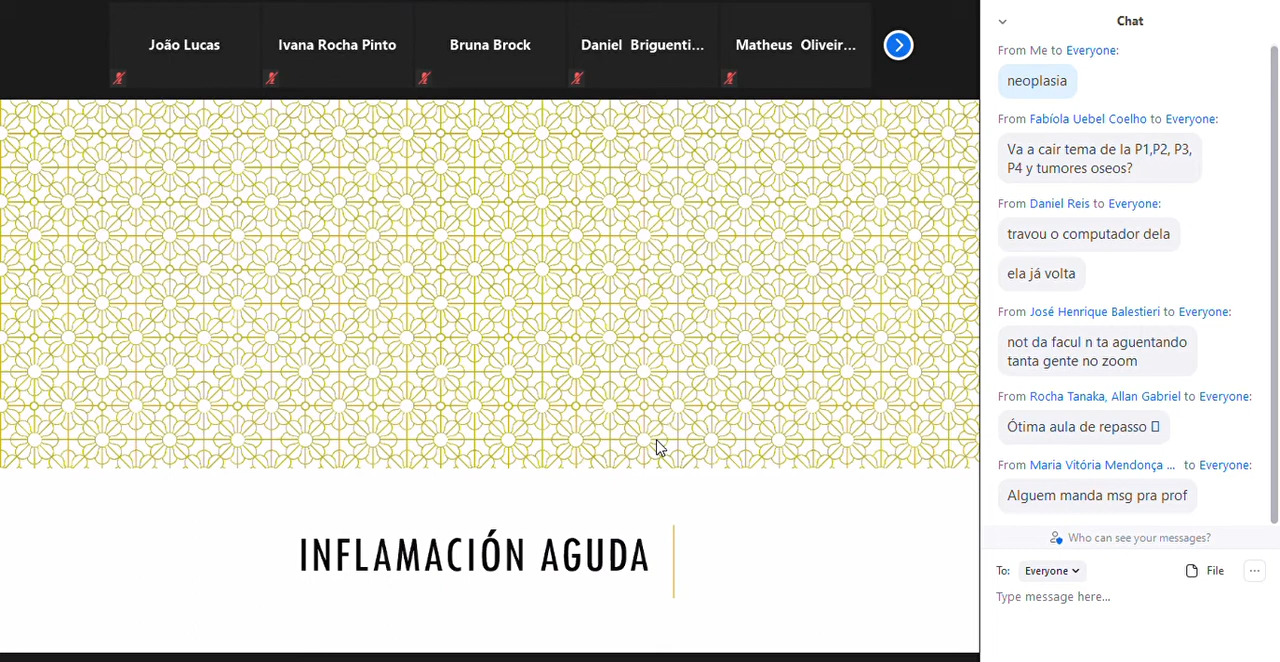 João Lucas
Ivana Rocha Pinto
Bruna Brock
Daniel Briguenti...
Matheus Oliveir...
INFLAMACIÓN AGUDA
Chat
From Me to Everyone:
neoplasia
From Fabíola Uebel Coelho to Everyone:
Va a cair tema de la P1,P2, P3,
P4 y tumores oseos?
From Daniel Reis to Everyone:
travou o computador dela
ela já volta
From José Henrique Balestieri to Everyone:
not da facul n ta aguentando
tanta gente no zoom
From Rocha Tanaka, Allan Gabriel to Everyone:
Ótima aula de repasso
From Maria Vitória Mendonça ... to Everyone:
Alguem manda msg pra prof
Who can see your messages?
To: Everyone File ...
Type message here...